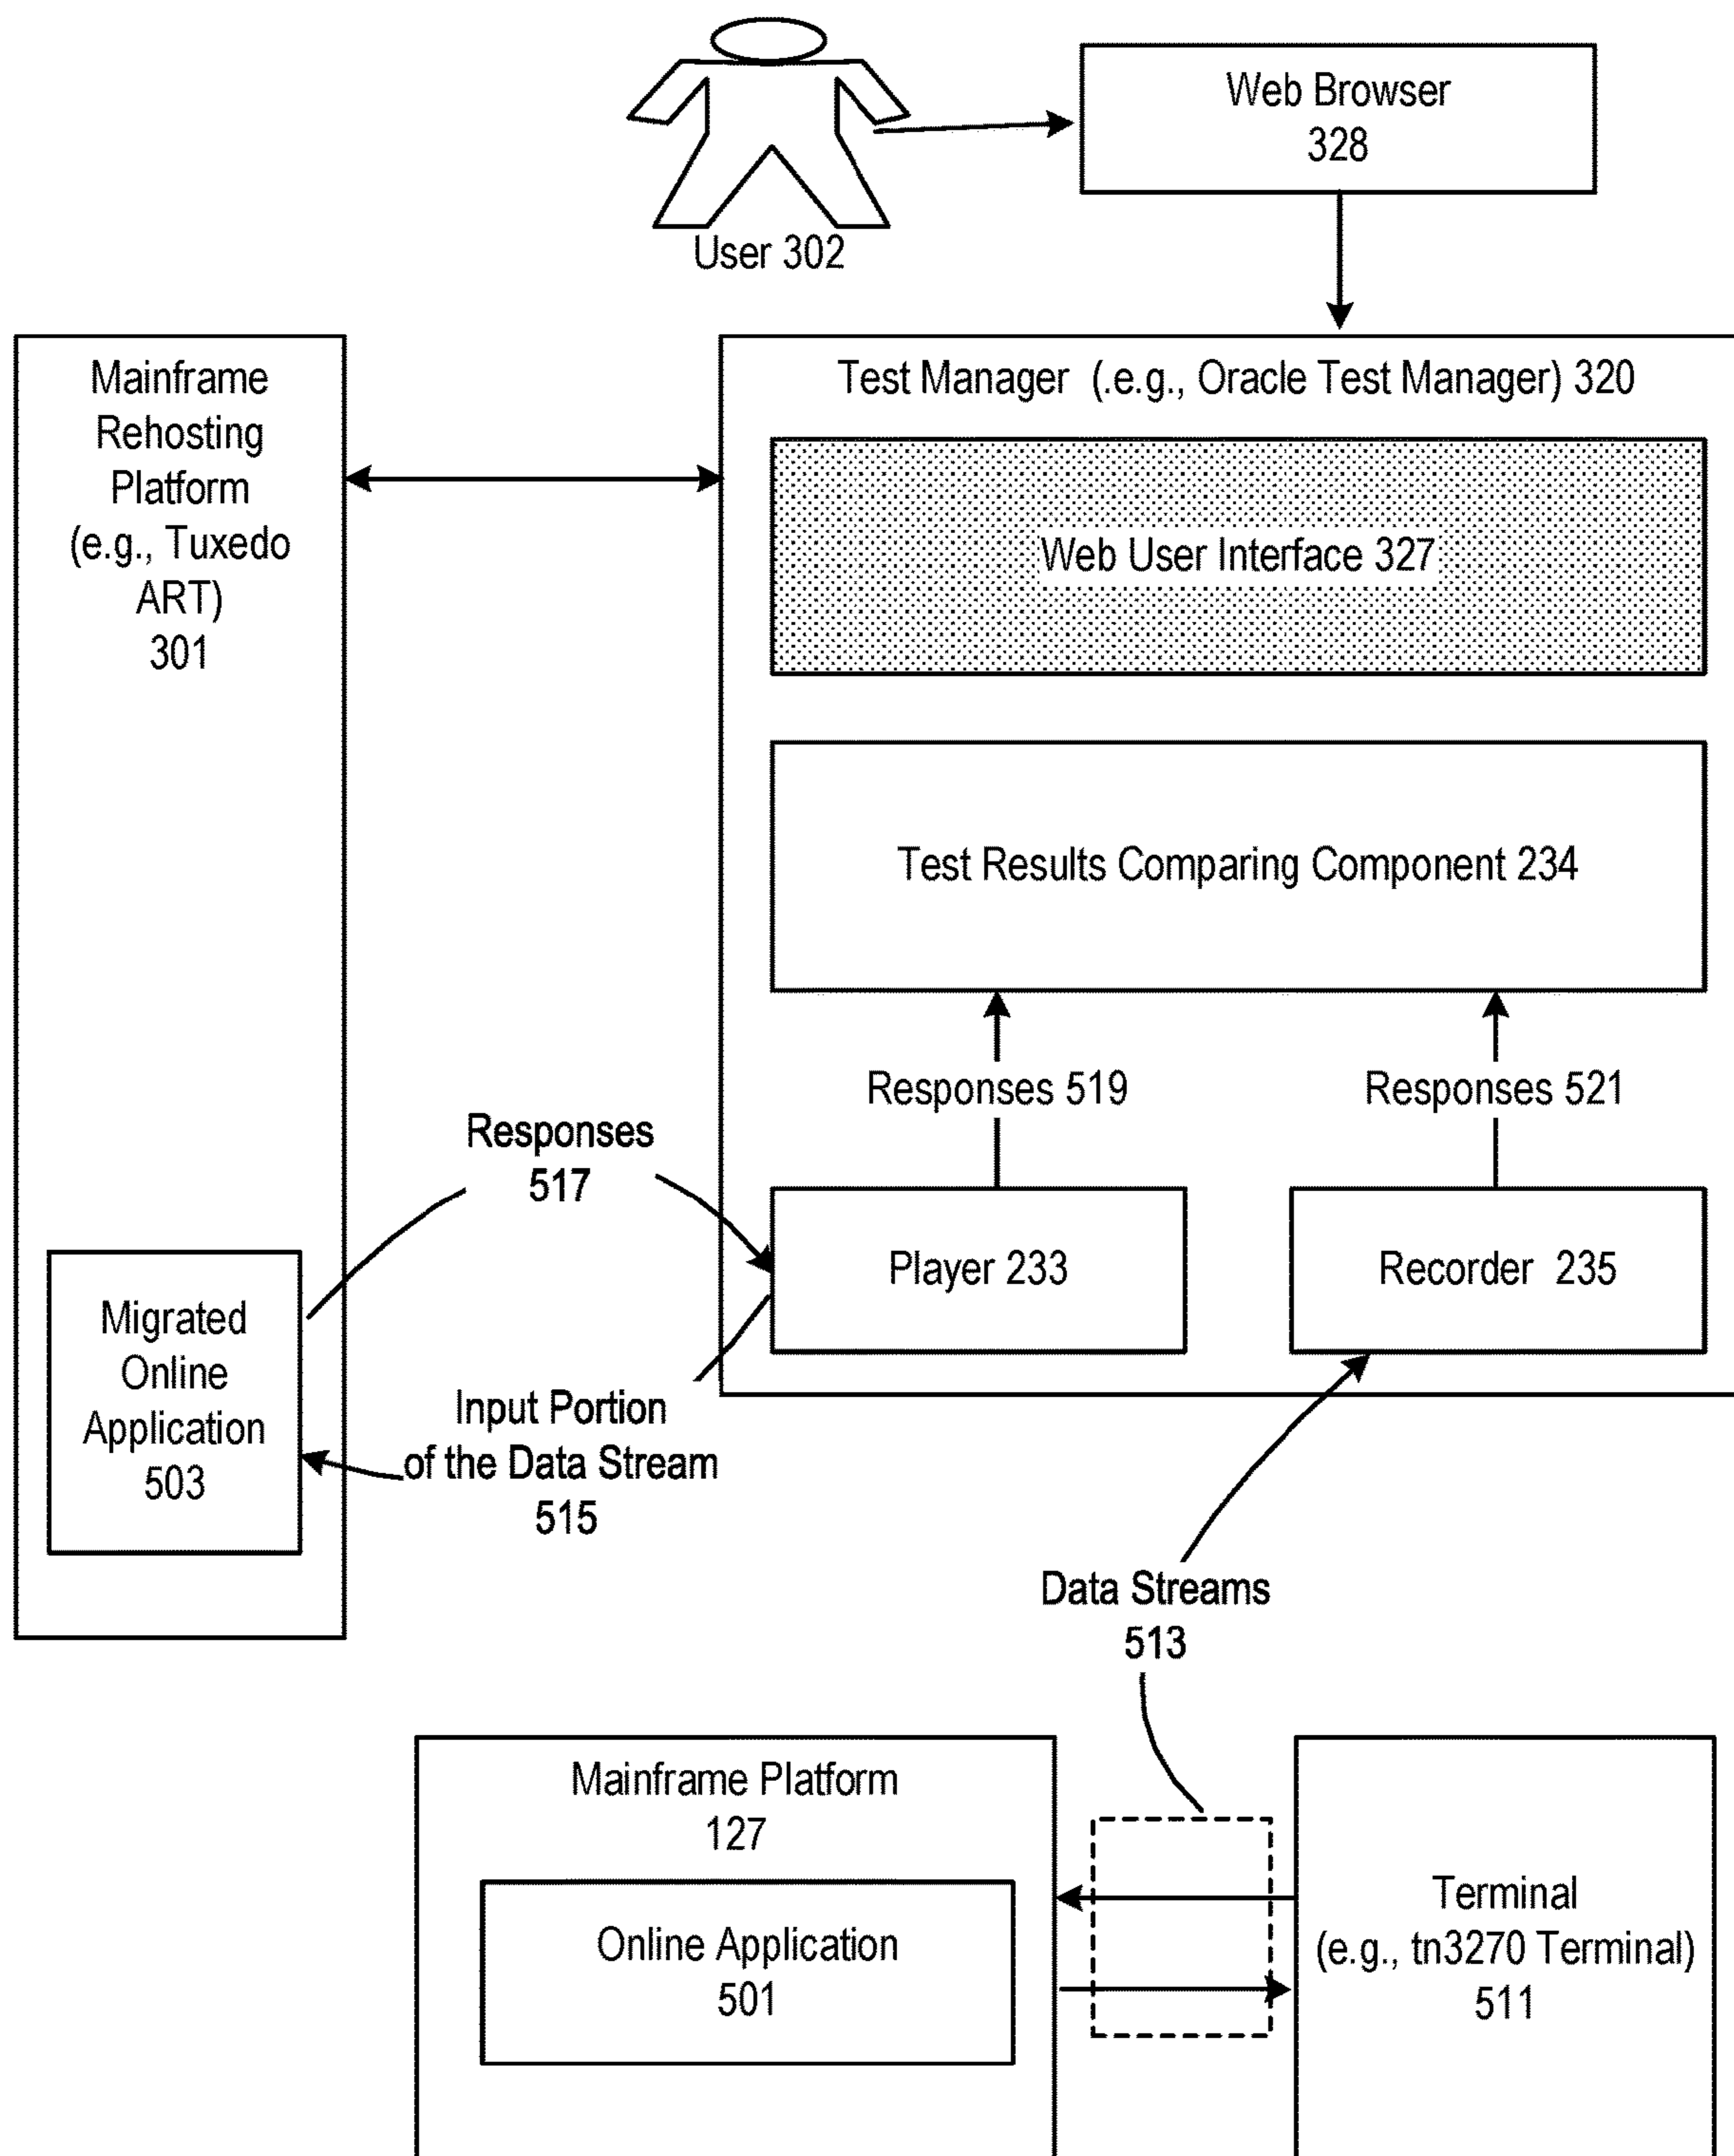 Web Browser
328
User 302
Mainframe
Rehosting
Platform
(e.g., Tuxedo
ART)
301
Test Manager (.e.g., Oracle Test Manager) 320
Web User Interface 327
Test Results Comparing Component 234
Responses 519
Responses 521
Responses
517
Player 233
Recorder 235
Migrated
Online
Application
503
Input Portion
of the Data Stream
515
Data Streams
513
Mainframe Platform
127
Online Application
501
Terminal
(e.g., tn3270 Terminal)
511